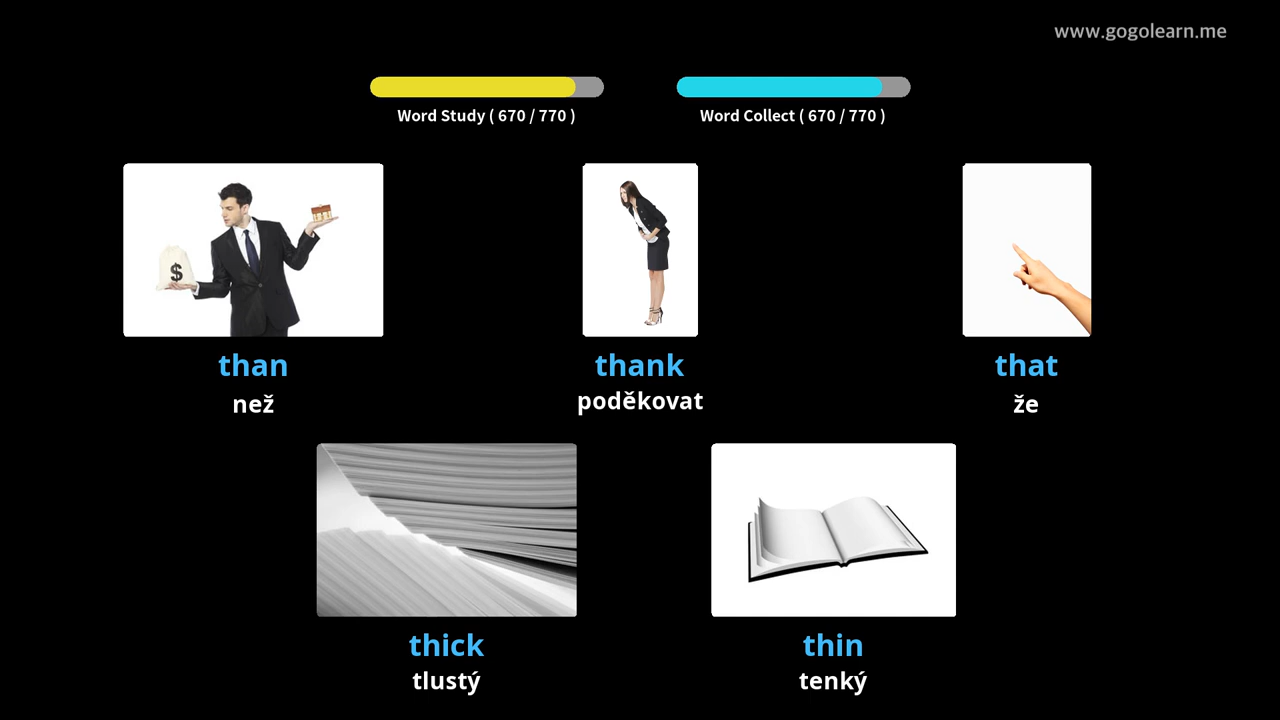 www.gogolearn.me
Word Study ( 670 / 770 )
Word Collect ( 670 / 770 )
$
than
než
thank
poděkovat
that
že
thick
tlustý
thin
tenký